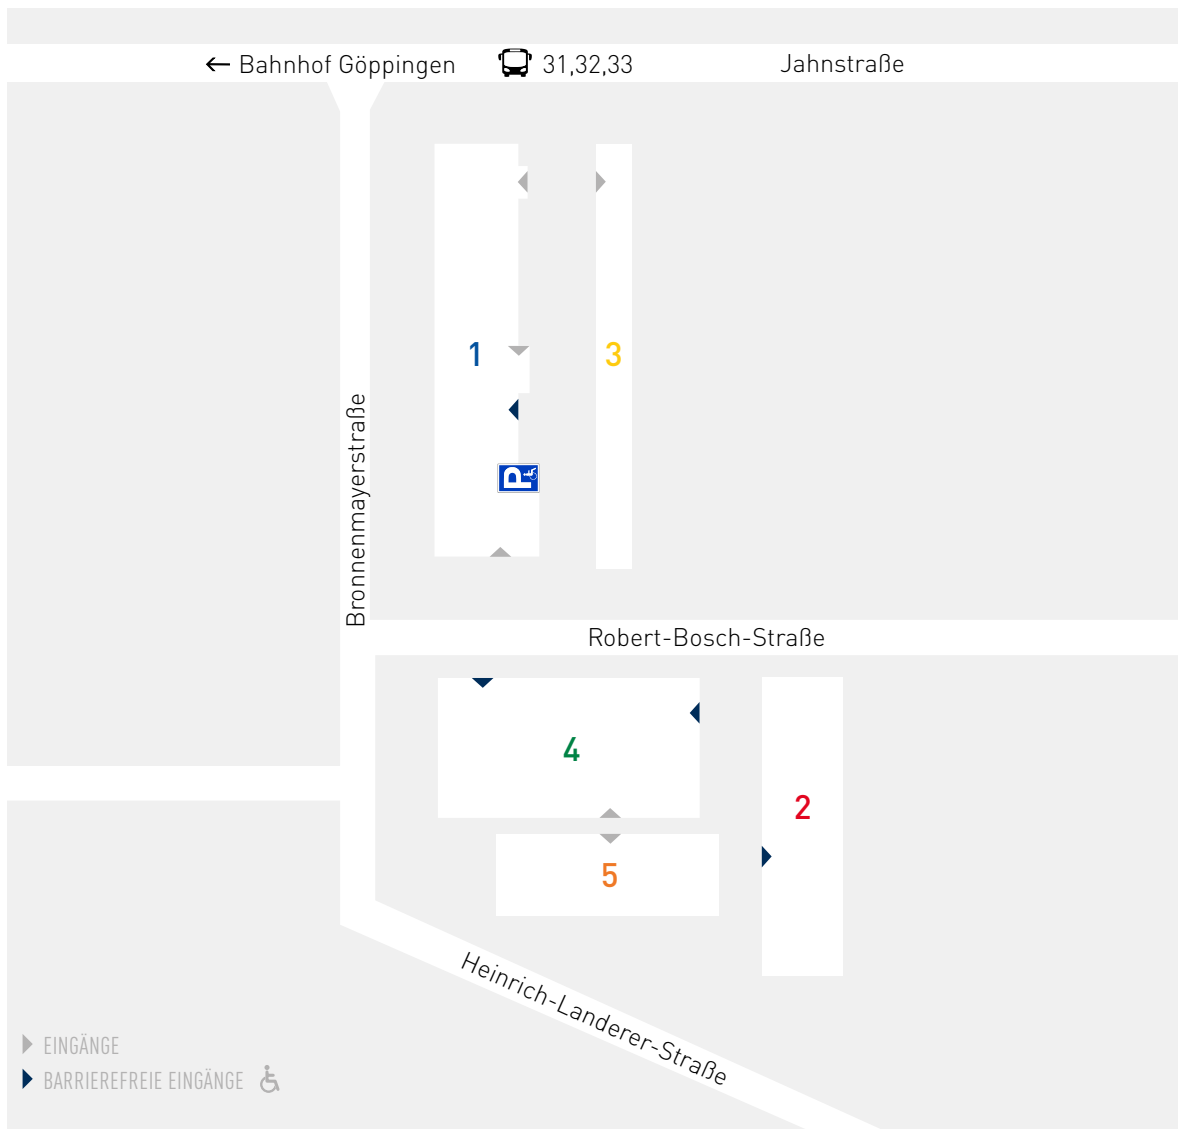 ← Bahnhof Göppingen
31,32,33
Jahnstraße
1
3
P
Bronnenmayerstraße
Robert-Bosch-Straße
4
2
5
Heinrich-Landerer-Straße
EINGÄNGE
BARRIEREFREIE EINGÄNGE